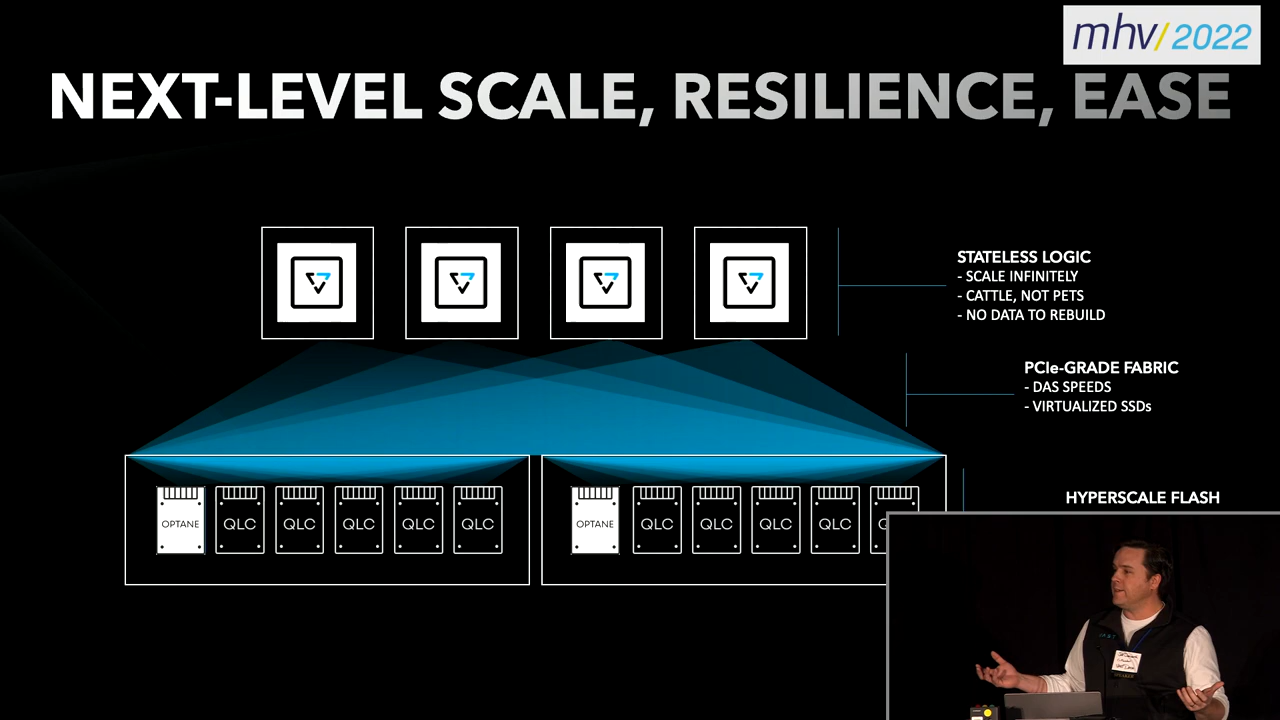 mhv/2022
NEXT-LEVEL SCALE, RESILIENCE, EASE
STATELESS LOGIC
- SCALE INFINITELY
- CATTLE, NOT PETS
- NO DATA TO REBUILD
PCIe-GRADE FABRIC
- DAS SPEEDS
- VIRTUALIZED SSDs
HYPERSCALE FLASH
OPTANE QLC QLC QLC QLC QLC
OPTANE QLC QLC QLC QLC